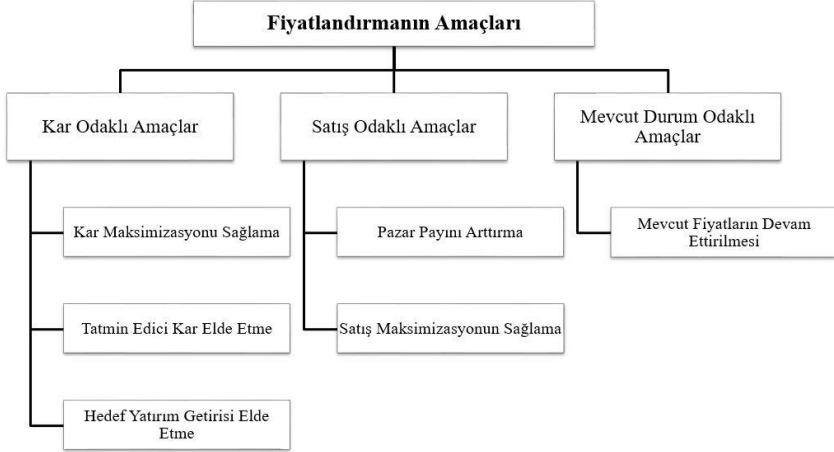 Fiyatlandırmanın Amaçları
Kar Odaklı Amaçlar
Satış Odaklı Amaçlar
Mevcut Durum Odaklı
Amaçlar
Kar Maksimizasyonu Sağlama
Pazar Payını Arttırma
Mevcut Fiyatların Devam
Ettirilmesi
Tatmin Edici Kar Elde Etme
Satış Maksimizasyonun Sağlama
Hedef Yatırım Getirisi Elde
Etme